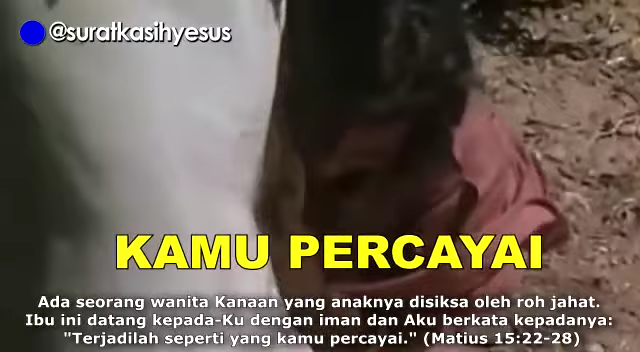 @suratkasihyesus
KAMU PERCAYAI
Ada seorang wanita Kanaan yang anaknya disiksa oleh roh jahat.
Ibu ini datang kepada-Ku dengan iman dan Aku berkata kepadanya:
"Terjadilah seperti yang kamu percayai." (Matius 15:22-28)